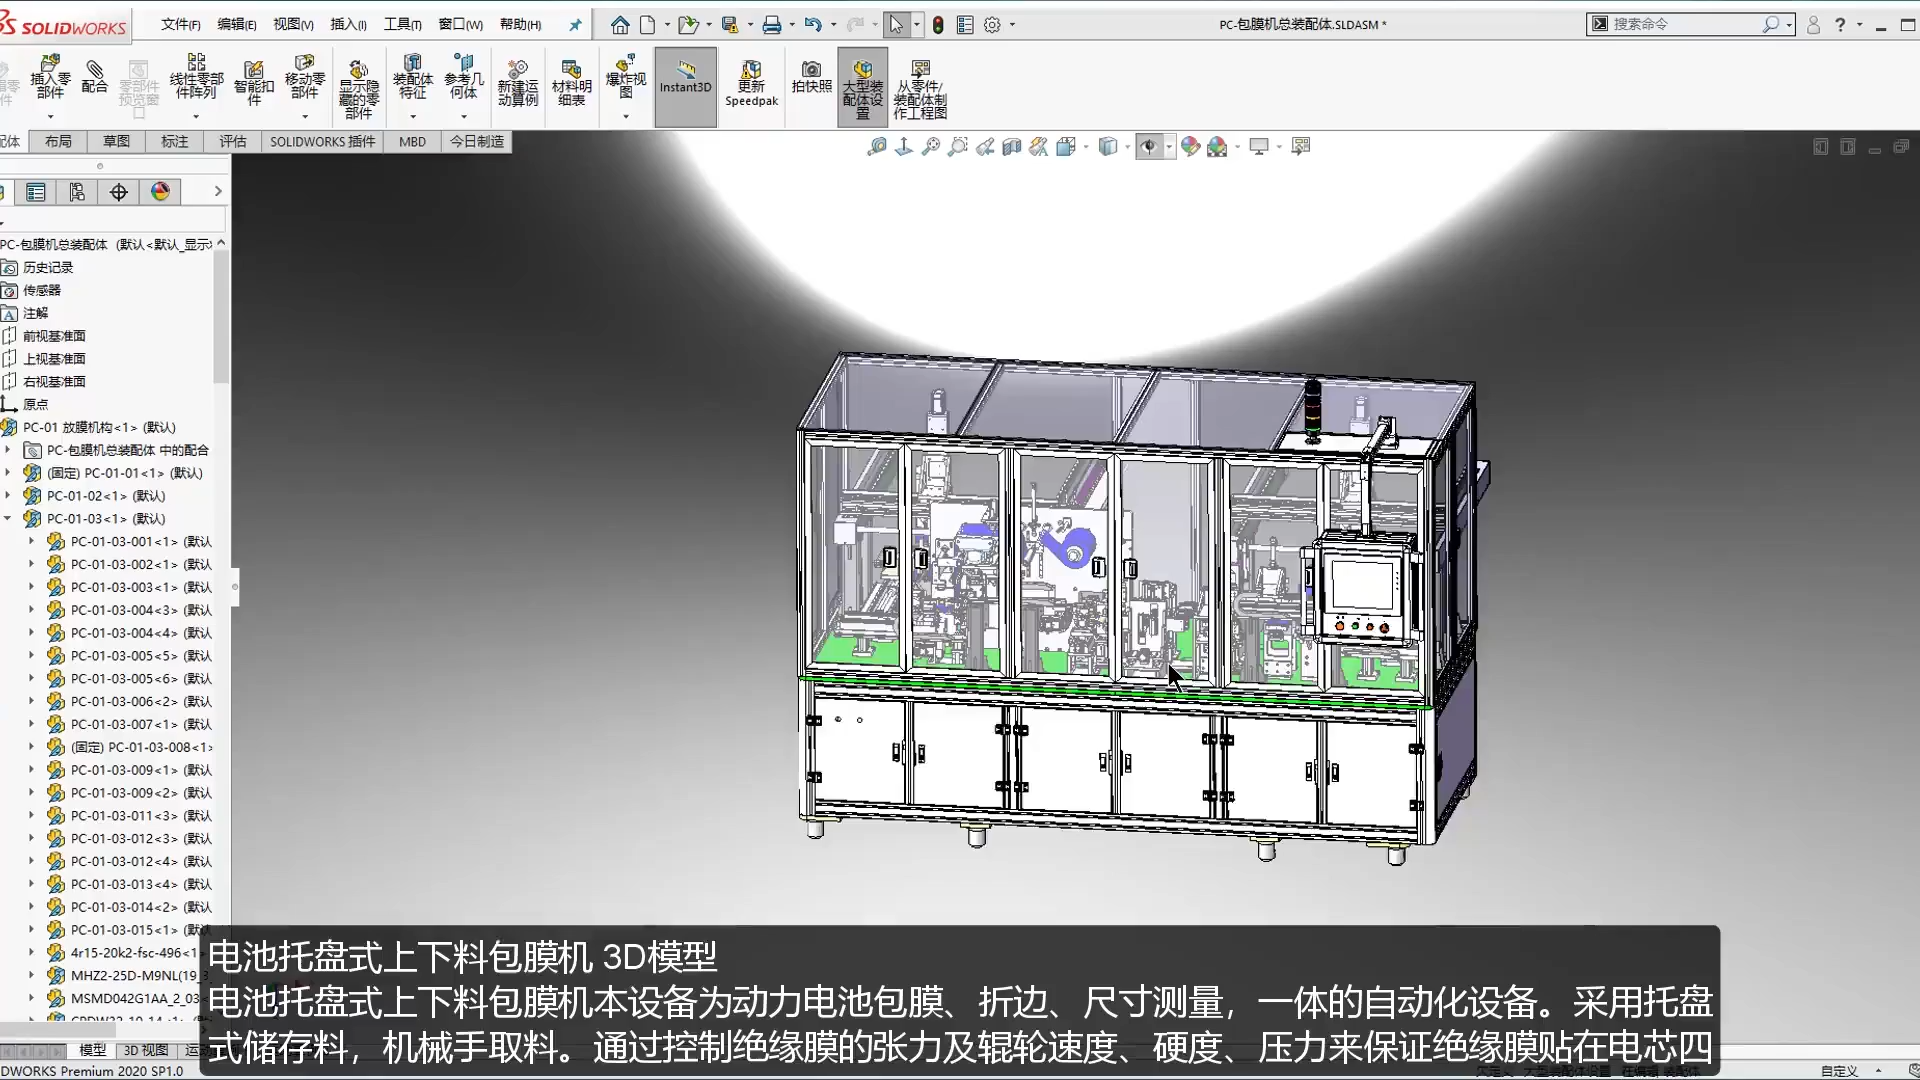 SOLIDWORKS
文件(F) 编辑(E) 视图(V) 插入(I) 工具(T) 窗口(W) 帮助(H)
PC-包膜机总装配体.SLDASM *
搜索命令
插入零部件
配合
零部件预览窗口
线性零部件阵列
智能扣件
移动零部件
显示隐藏的零部件
装配体特征
参考几何体
新建运动算例
材料明细表
爆炸视图
Instant3D
更新 Speedpak
拍快照
大型装配体设置
从零件/装配体制作工程图
配体 布局 草图 标注 评估 SOLIDWORKS 插件 MBD 今日制造
PC-包膜机总装配体 (默认<默认_显示
历史记录
传感器
注解
前视基准面
上视基准面
右视基准面
原点
PC-01 放膜机构<1> (默认)
PC-包膜机总装配体 中的配合
(固定) PC-01-01<1> (默认)
PC-01-02<1> (默认)
PC-01-03<1> (默认)
PC-01-03-001<1> (默认
PC-01-03-002<1> (默认
PC-01-03-003<1> (默认
PC-01-03-004<3> (默认
PC-01-03-004<4> (默认
PC-01-03-005<5> (默认
PC-01-03-005<6> (默认
PC-01-03-006<2> (默认
PC-01-03-007<1> (默认
(固定) PC-01-03-008<1>
PC-01-03-009<1> (默认
PC-01-03-009<2> (默认
PC-01-03-011<3> (默认
PC-01-03-012<3> (默认
PC-01-03-012<4> (默认
PC-01-03-013<4> (默认
PC-01-03-014<2> (默认
PC-01-03-015<1> (默认
4r15-20k2-fsc-496<1>
MHZ2-25D-M9NL(19_3
MSMD042G1AA_2_03<
电池托盘式上下料包膜机 3D模型
电池托盘式上下料包膜机本设备为动力电池包膜、折边、尺寸测量，一体的自动化设备。采用托盘
式储存料，机械手取料。通过控制绝缘膜的张力及辊轮速度、硬度、压力来保证绝缘膜贴在电芯四
模型 3D 视图
DWORKS Premium 2020 SP1.0
自定义